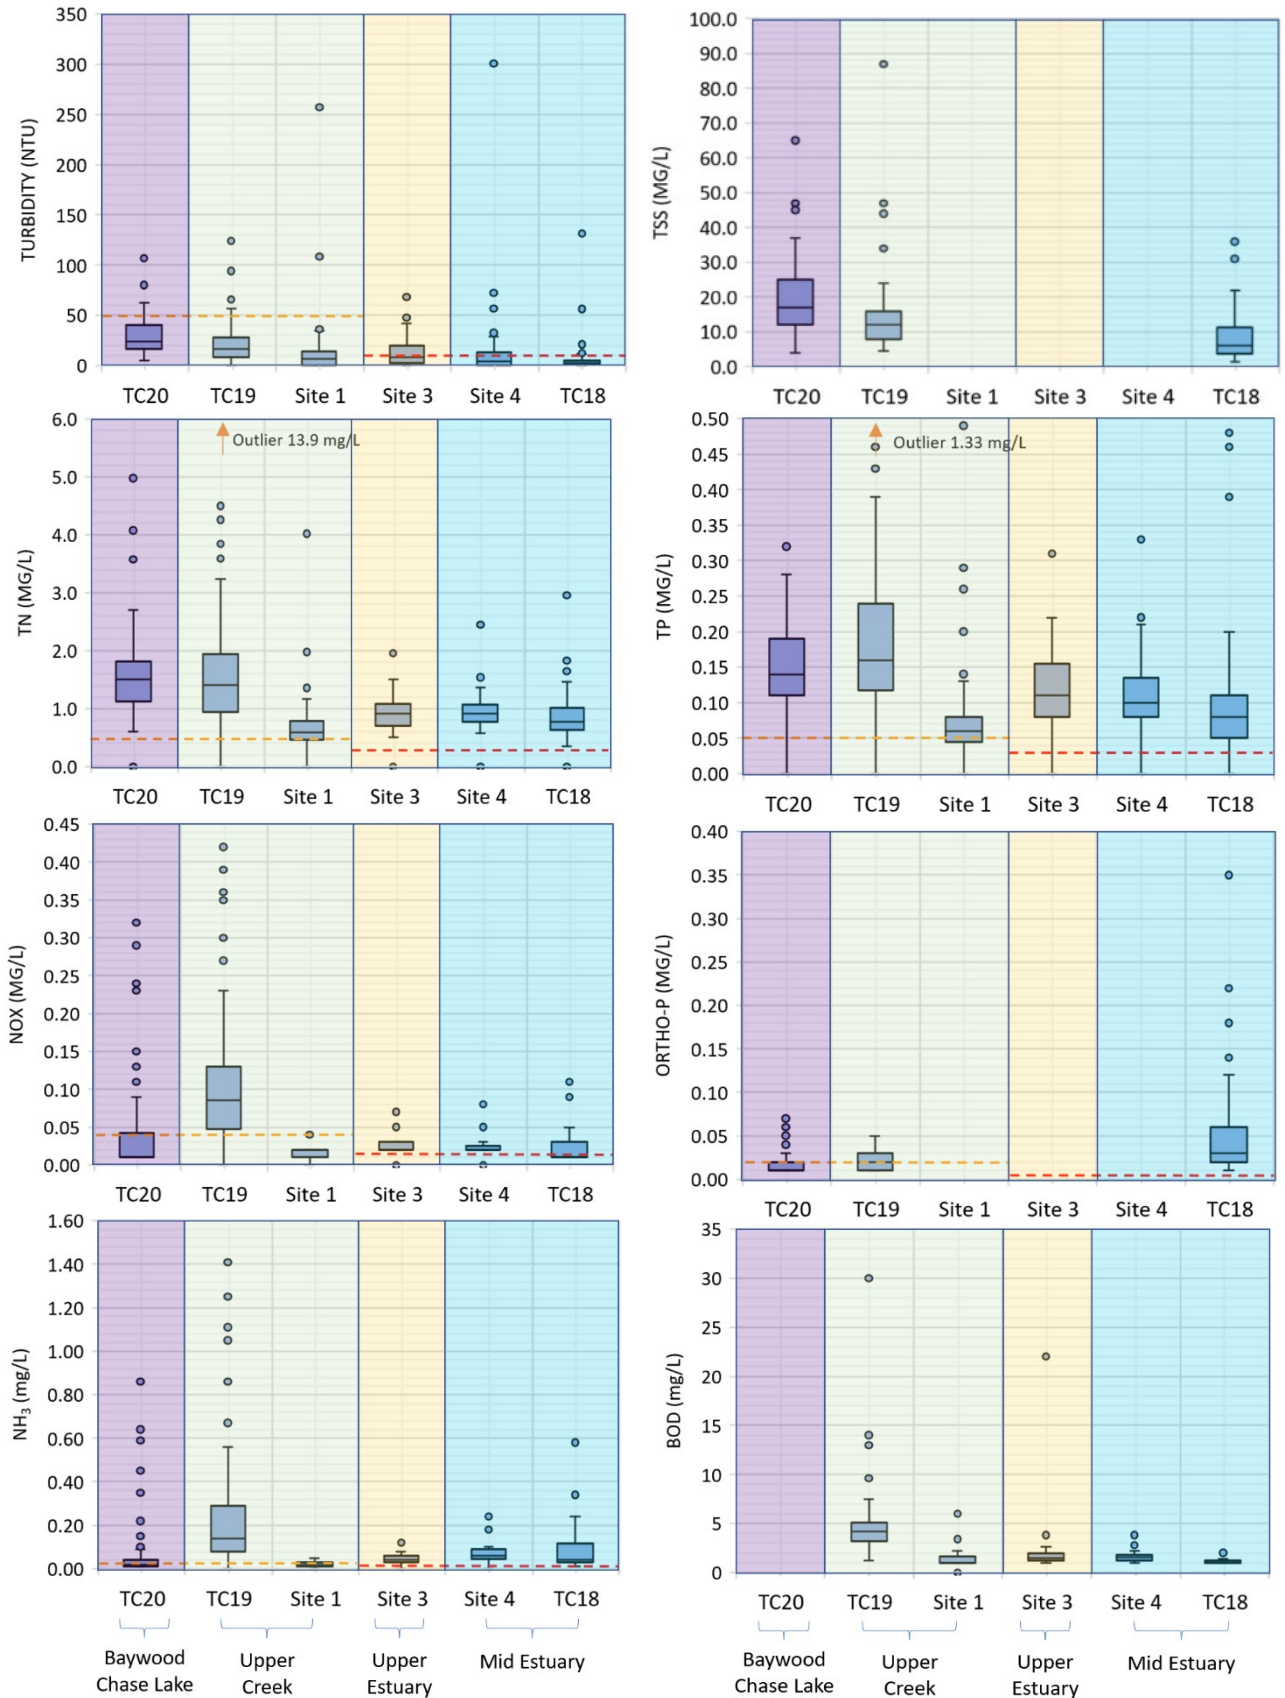 TURBIDITY (NTU)
350
300
250
200
150
100
50
0
TC20 TC19 Site 1 Site 3 Site 4 TC18
TSS (MG/L)
100.0
90.0
80.0
70.0
60.0
50.0
40.0
30.0
20.0
10.0
0.0
TC20 TC19 Site 1 Site 3 Site 4 TC18
TN (MG/L)
6.0
5.0
4.0
3.0
2.0
1.0
0.0
Outlier 13.9 mg/L
TC20 TC19 Site 1 Site 3 Site 4 TC18
TP (MG/L)
0.50
0.45
0.40
0.35
0.30
0.25
0.20
0.15
0.10
0.05
0.00
Outlier 1.33 mg/L
TC20 TC19 Site 1 Site 3 Site 4 TC18
NOX (MG/L)
0.45
0.40
0.35
0.30
0.25
0.20
0.15
0.10
0.05
0.00
TC20 TC19 Site 1 Site 3 Site 4 TC18
ORTHO-P (MG/L)
0.40
0.35
0.30
0.25
0.20
0.15
0.10
0.05
0.00
TC20 TC19 Site 1 Site 3 Site 4 TC18
NH₃ (mg/L)
1.60
1.40
1.20
1.00
0.80
0.60
0.40
0.20
0.00
TC20 TC19 Site 1 Site 3 Site 4 TC18
Baywood Chase Lake
Upper Creek
Upper Estuary
Mid Estuary
BOD (mg/L)
35
30
25
20
15
10
5
0
TC20 TC19 Site 1 Site 3 Site 4 TC18
Baywood Chase Lake
Upper Creek
Upper Estuary
Mid Estuary